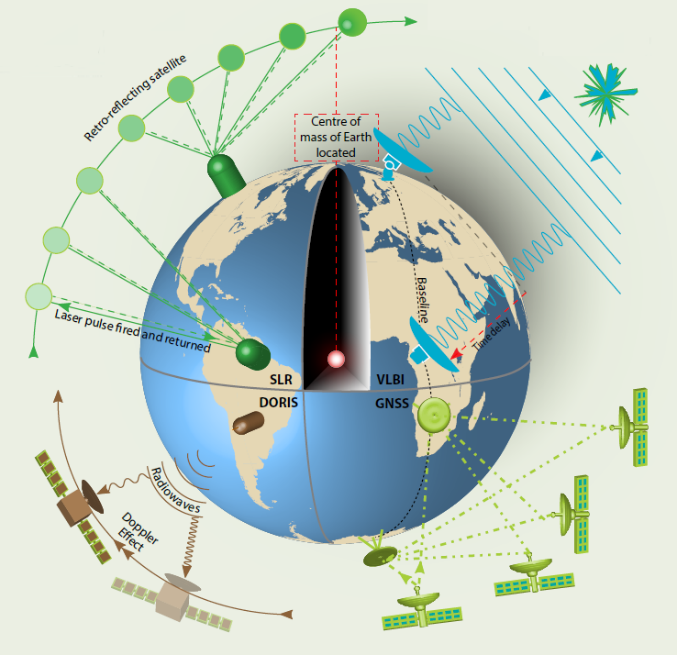 Retro-reflecting satellite
Centre of
mass of Earth
located
Baseline
Time delay
Laser pulse fired and returned
SLR
VLBI
DORIS
GNSS
Radiowaves
Doppler
Effect